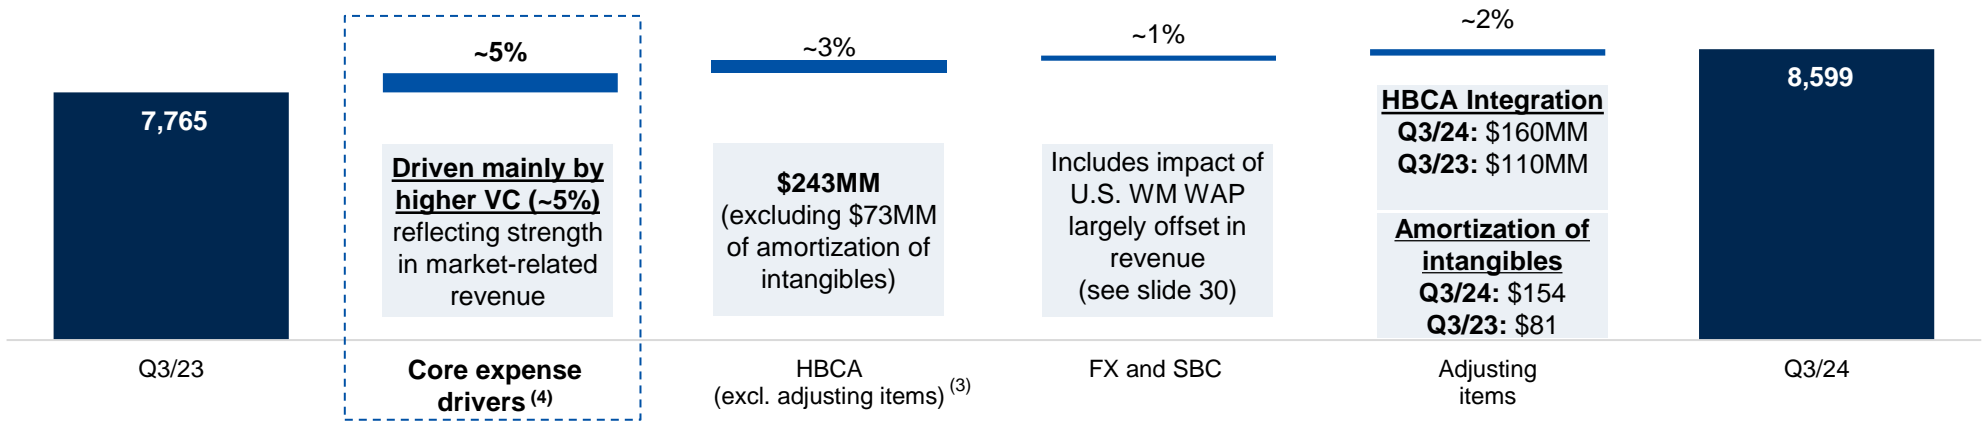 7,765
Q3/23
~5%
Driven mainly by
higher VC (~5%)
reflecting strength
in market-related
revenue
Core expense
drivers (4)
~3%
$243MM
(excluding $73MM
of amortization of
intangibles)
HBCA
(excl. adjusting items) (3)
~1%
Includes impact of
U.S. WM WAP
largely offset in
revenue
(see slide 30)
FX and SBC
~2%
HBCA Integration
Q3/24: $160MM
Q3/23: $110MM
Amortization of
intangibles
Q3/24: $154
Q3/23: $81
Adjusting
items
8,599
Q3/24